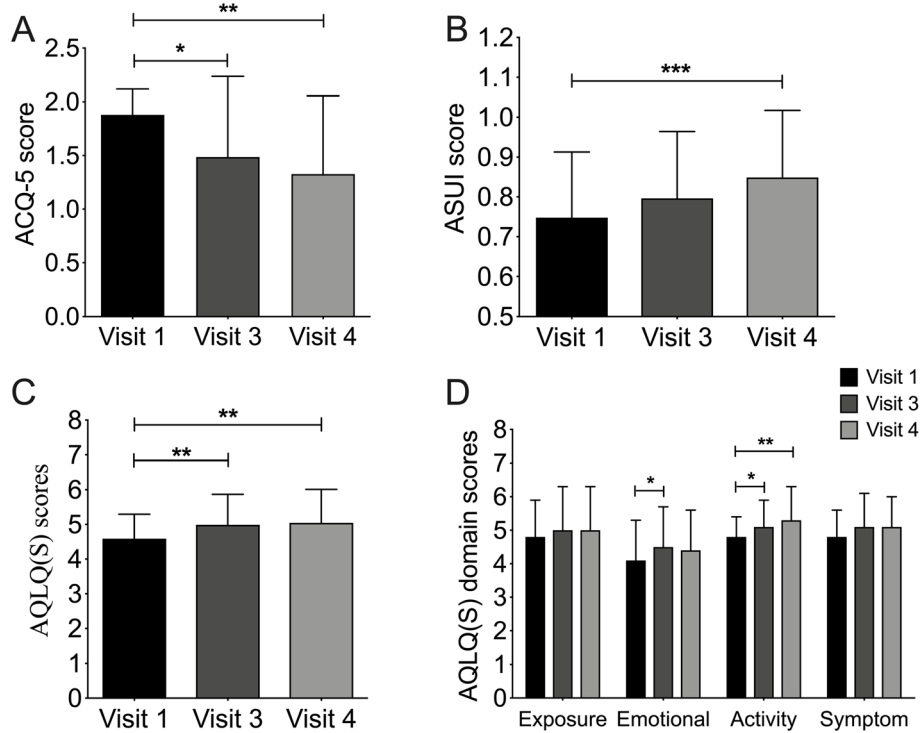 A
**
*
2.5
2.0
1.5
1.0
0.5
0.0
ACQ-5 score
Visit 1 Visit 3 Visit 4
B
***
1.2
1.1
1.0
0.9
0.8
0.7
0.6
0.5
ASUI score
Visit 1 Visit 3 Visit 4
C
**
**
8
7
6
5
4
3
2
1
0
AQLQ(S) scores
Visit 1 Visit 3 Visit 4
D
Visit 1
Visit 3
Visit 4
*
*
**
8
7
6
5
4
3
2
1
0
AQLQ(S) domain scores
Exposure Emotional Activity Symptom